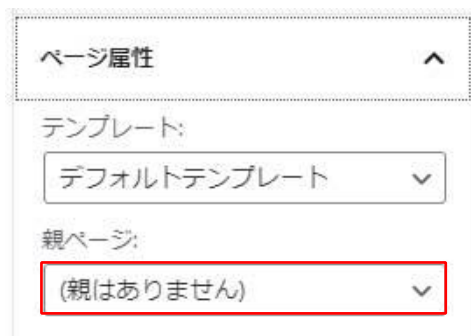 ページ属性
テンプレート:
デフォルトテンプレート
親ページ:
(親はありません)